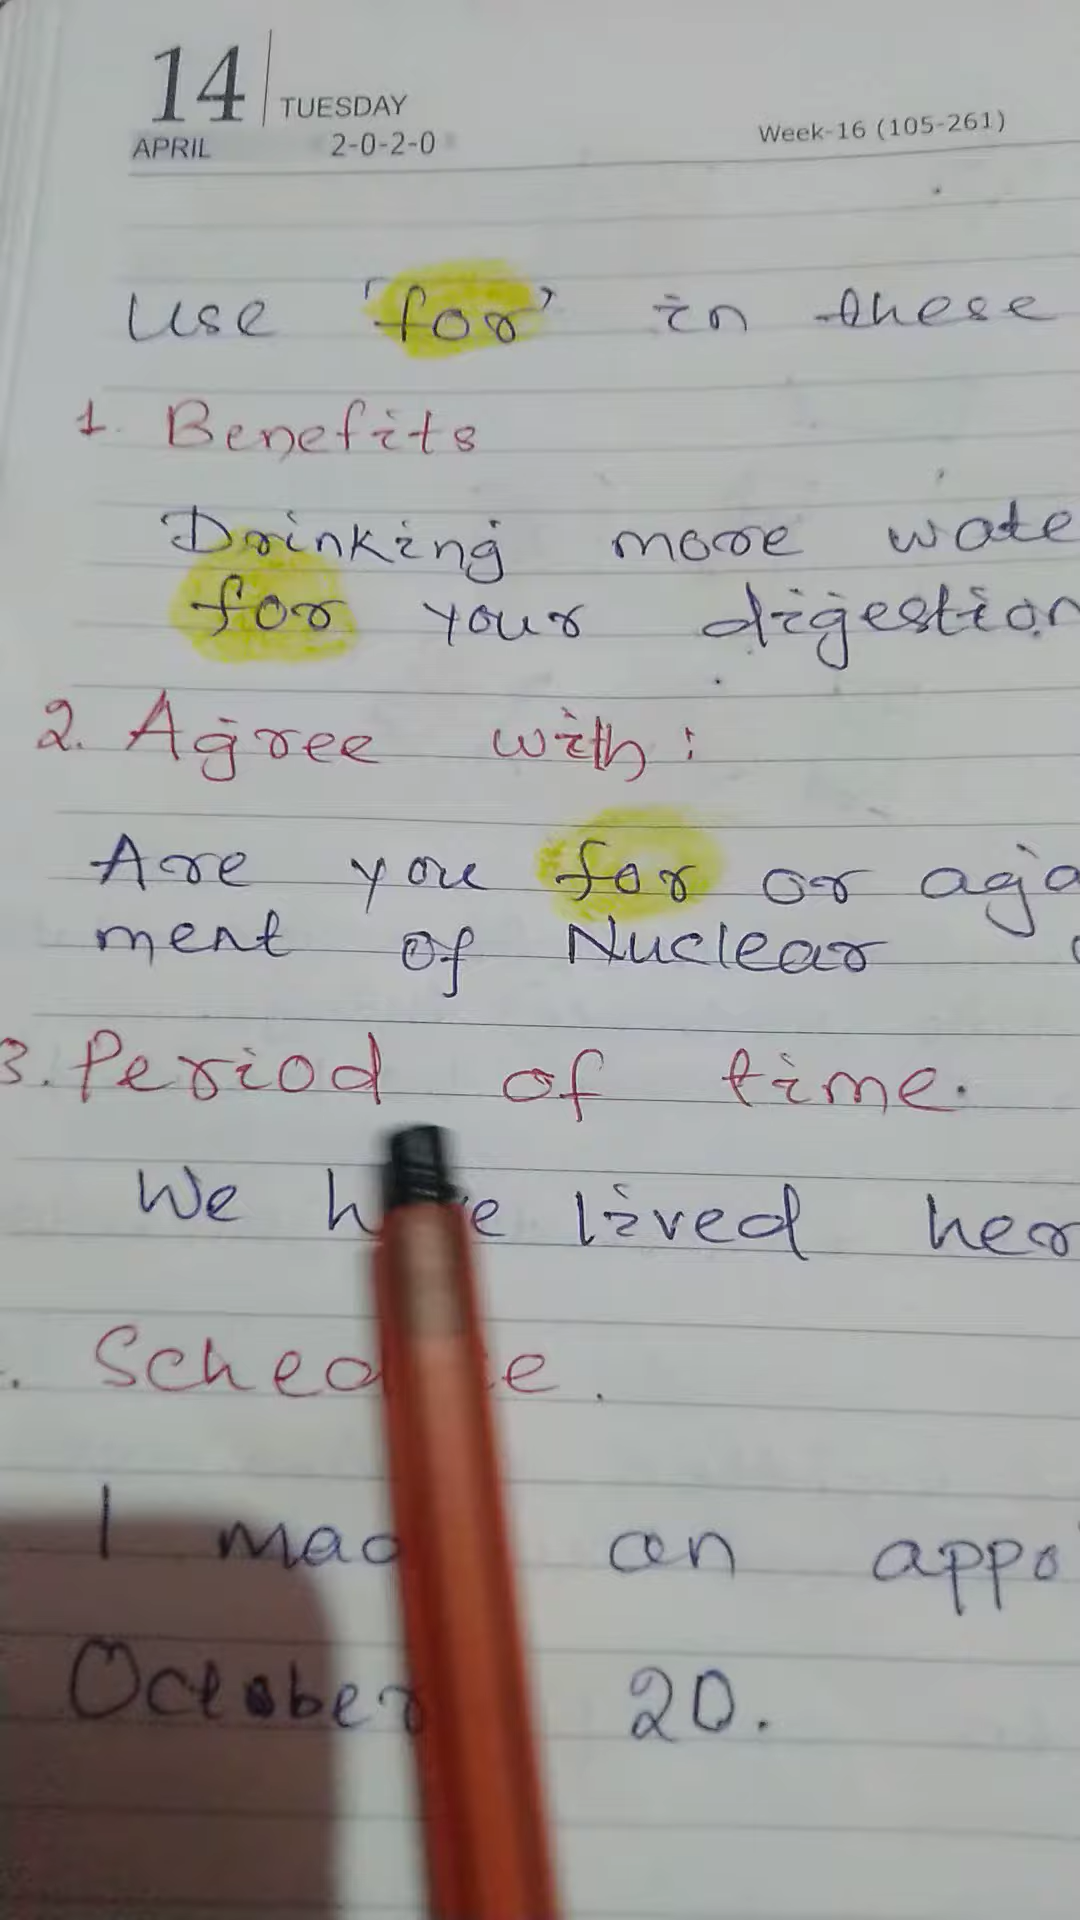 14 TUESDAY
APRIL 2-0-2-0 Week-16 (105-261)
Use 'for' in these
1. Benefits
Drinking more wate
for your digestion
2. Agree with:
Are you for or aga
ment of Nuclear
3. Period of time.
We lived her
I an appo
October 20.